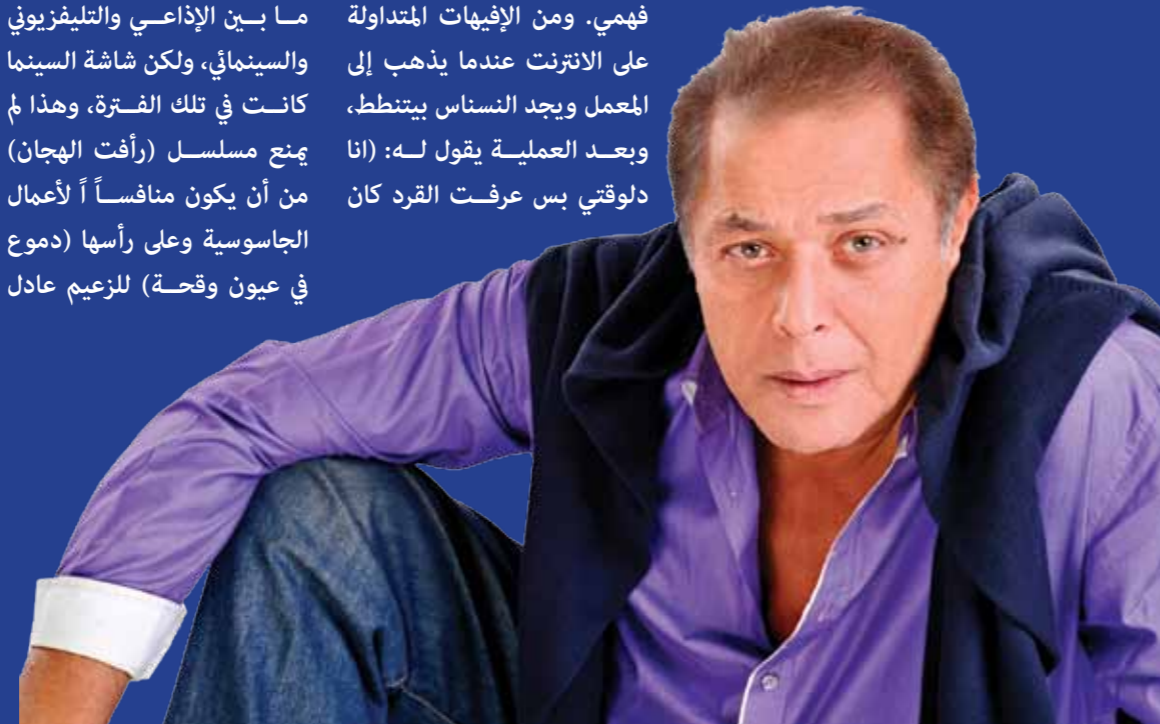 فهمي. ومن الإفيهات المتداولة
على الانترنت عندما يذهب إلى
المعمل ويجد النسناس بيتنطط،
وبعد العملية يقول له: (انا
دلوقتي بس عرفت القرد كان
ما بين الإذاعي والتليفزيوني
والسينمائي، ولكن شاشة السينما
كانت في تلك الفترة، وهذا لم
يمنع مسلسل (رأفت الهجان)
من أن يكون منافساً اً لأعمال
الجاسوسية وعلى رأسها (دموع
في عيون وقحة) للزعيم عادل